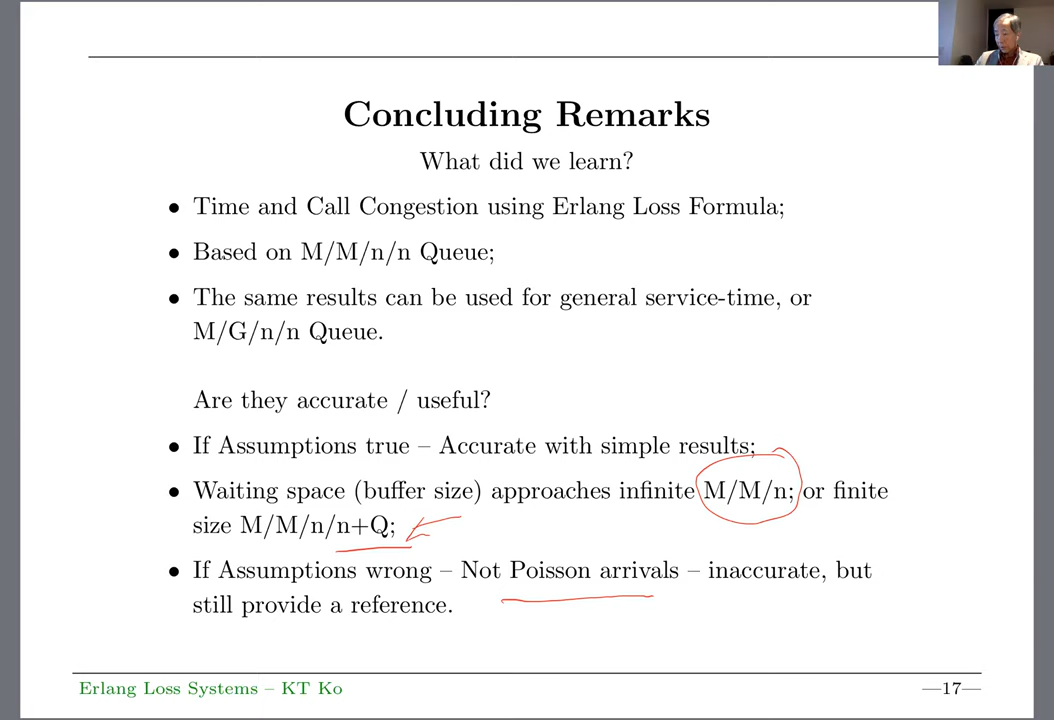 Concluding Remarks
What did we learn?
• Time and Call Congestion using Erlang Loss Formula;
• Based on M/M/n/n Queue;
• The same results can be used for general service-time, or
M/G/n/n Queue.
Are they accurate / useful?
• If Assumptions true – Accurate with simple results;
• Waiting space (buffer size) approaches infinite M/M/n; or finite
size M/M/n/n+Q;
• If Assumptions wrong – Not Poisson arrivals – inaccurate, but
still provide a reference.
Erlang Loss Systems – KT Ko —17—